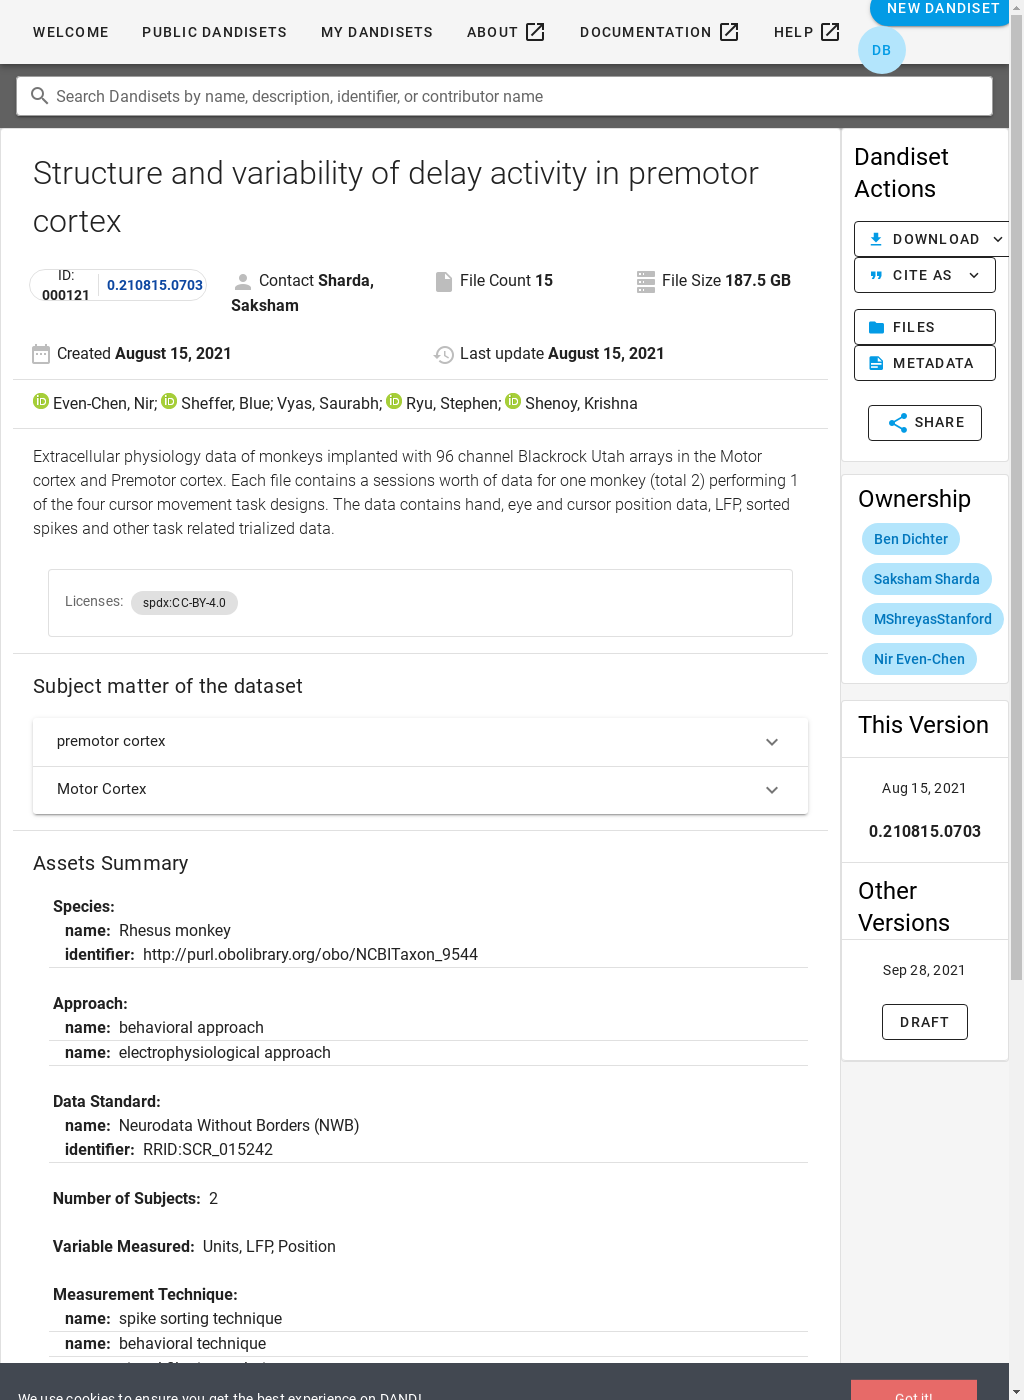 WELCOME PUBLIC DANDISETS MY DANDISETS ABOUT DOCUMENTATION HELP
NEW DANDISET
DB
Search Dandisets by name, description, identifier, or contributor name
Structure and variability of delay activity in premotor
cortex
ID:
000121
0.210815.0703
Contact Sharda,
Saksham
File Count 15
File Size 187.5 GB
Created August 15, 2021
Last update August 15, 2021
Even-Chen, Nir; Sheffer, Blue; Vyas, Saurabh; Ryu, Stephen; Shenoy, Krishna
Extracellular physiology data of monkeys implanted with 96 channel Blackrock Utah arrays in the Motor
cortex and Premotor cortex. Each file contains a sessions worth of data for one monkey (total 2) performing 1
of the four cursor movement task designs. The data contains hand, eye and cursor position data, LFP, sorted
spikes and other task related trialized data.
Licenses: spdx:CC-BY-4.0
Subject matter of the dataset
premotor cortex
Motor Cortex
Assets Summary
Species:
name: Rhesus monkey
identifier: http://purl.obolibrary.org/obo/NCBITaxon_9544
Approach:
name: behavioral approach
name: electrophysiological approach
Data Standard:
name: Neurodata Without Borders (NWB)
identifier: RRID:SCR_015242
Number of Subjects: 2
Variable Measured: Units, LFP, Position
Measurement Technique:
name: spike sorting technique
name: behavioral technique
Dandiset
Actions
DOWNLOAD
CITE AS
FILES
METADATA
SHARE
Ownership
Ben Dichter
Saksham Sharda
MShreyasStanford
Nir Even-Chen
This Version
Aug 15, 2021
0.210815.0703
Other
Versions
Sep 28, 2021
DRAFT
We use cookies to ensure you get the best experience on DANDI.
Got it!